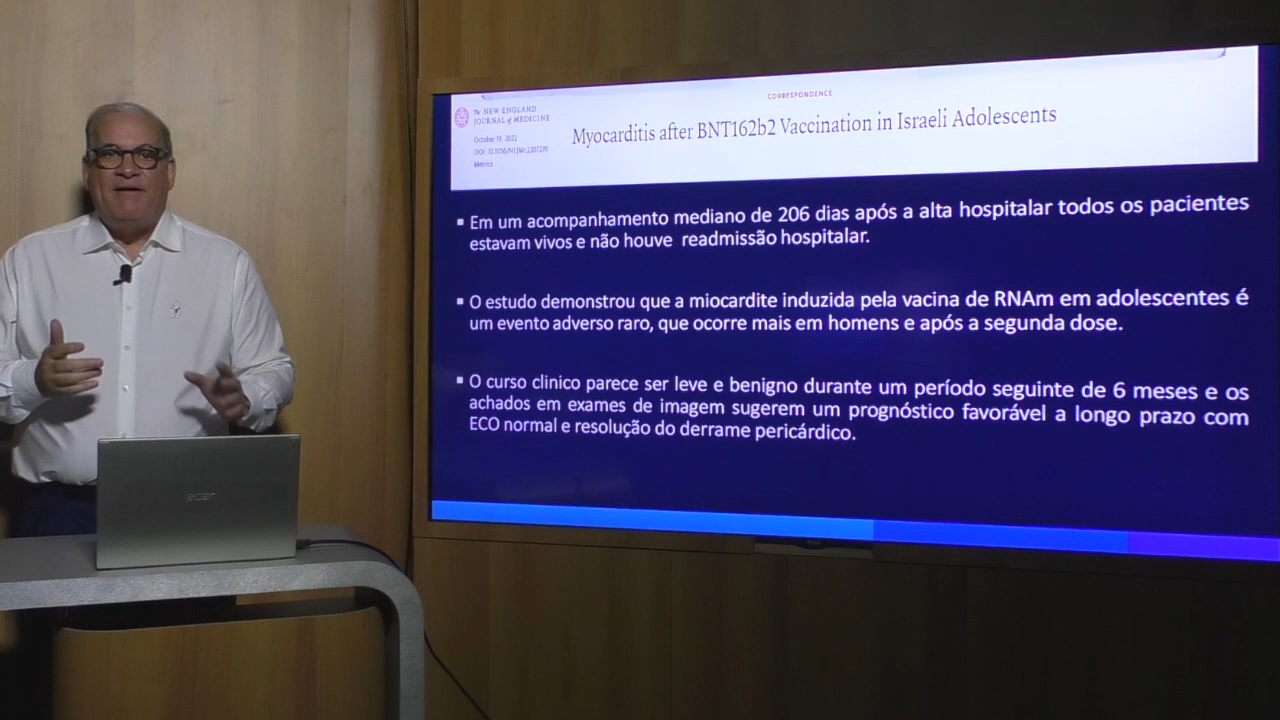 CORRESPONDENCE
The NEW ENGLAND
JOURNAL of MEDICINE
October 19, 2022
DOI: 10.1056/NEJMc2207270
Metrics
Myocarditis after BNT162b2 Vaccination in Israeli Adolescents
▪ Em um acompanhamento mediano de 206 dias após a alta hospitalar todos os pacientes
estavam vivos e não houve readmissão hospitalar.
▪ O estudo demonstrou que a miocardite induzida pela vacina de RNAm em adolescentes é
um evento adverso raro, que ocorre mais em homens e após a segunda dose.
▪ O curso clinico parece ser leve e benigno durante um período seguinte de 6 meses e os
achados em exames de imagem sugerem um prognóstico favorável a longo prazo com
ECO normal e resolução do derrame pericárdico.
acer